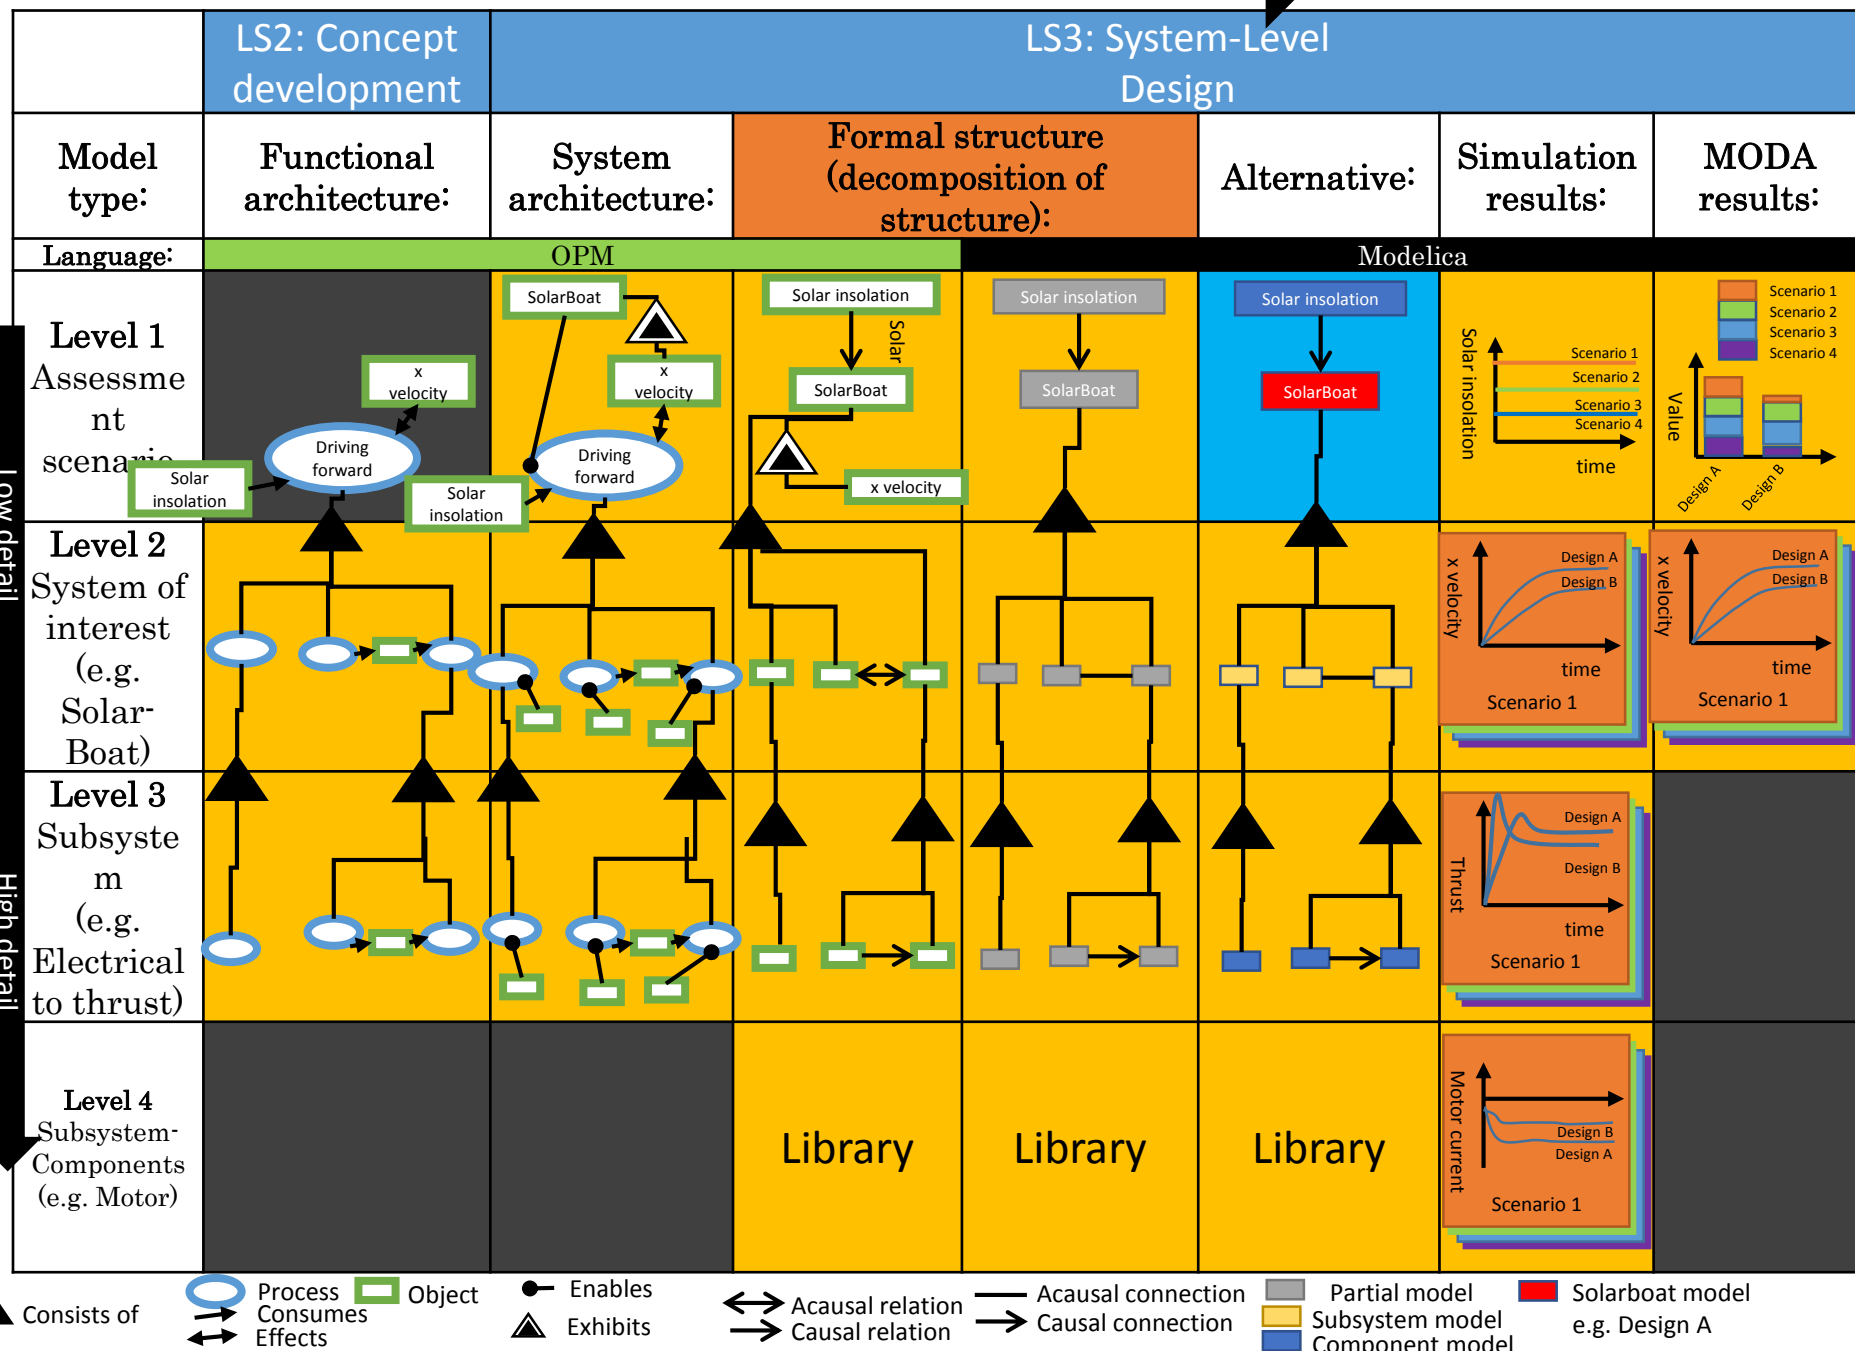 LS2: Concept
development
LS3: System-Level
Design
Model
type:
Functional
architecture:
System
architecture:
Formal structure
(decomposition of
structure):
Alternative:
Simulation
results:
MODA
results:
Language:
OPM
Modelica
Low detail
High detail
Level 1
Assessme
nt
scenario
Solar
insolation
Driving
forward
x
velocity
SolarBoat
x
velocity
Driving
forward
Solar
insolation
Solar insolation
Solar
SolarBoat
x velocity
Solar insolation
SolarBoat
Solar insolation
SolarBoat
Solar insolation
Scenario 1
Scenario 2
Scenario 3
Scenario 4
time
Scenario 1
Scenario 2
Scenario 3
Scenario 4
Value
Design A
Design B
Level 2
System of
interest
(e.g.
Solar-
Boat)
x velocity
Design A
Design B
time
Scenario 1
x velocity
Design A
Design B
time
Scenario 1
Level 3
Subsyste
m
(e.g.
Electrical
to thrust)
Thrust
Design A
Design B
time
Scenario 1
Level 4
Subsystem-
Components
(e.g. Motor)
Library
Library
Library
Motor current
Design B
Design A
Scenario 1
Consists of
Process
Consumes
Effects
Object
Enables
Exhibits
Acausal relation
Causal relation
Acausal connection
Causal connection
Partial model
Subsystem model
Component model
Solarboat model
e.g. Design A